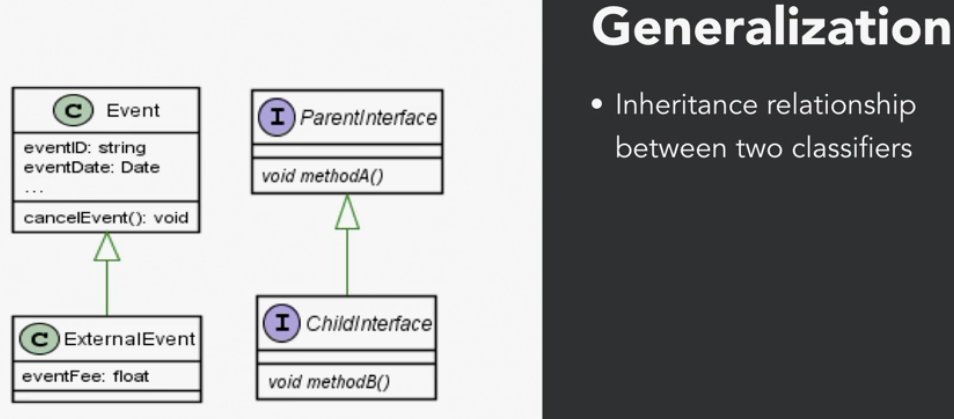 Generalization
• Inheritance relationship
between two classifiers
C Event
eventID: string
eventDate: Date
...
cancelEvent(): void
C ExternalEvent
eventFee: float
I ParentInterface
void methodA()
I ChildInterface
void methodB()